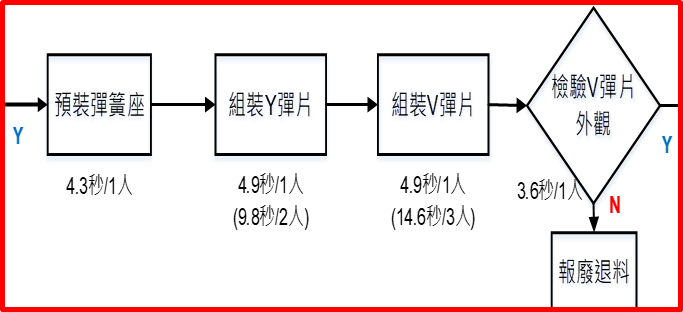 Y
預裝彈簧座
4.3秒/1人
組裝Y彈片
4.9秒/1人
(9.8秒/2人)
組裝V彈片
4.9秒/1人
(14.6秒/3人)
檢驗V彈片
外觀
3.6秒/1人
Y
N
報廢退料